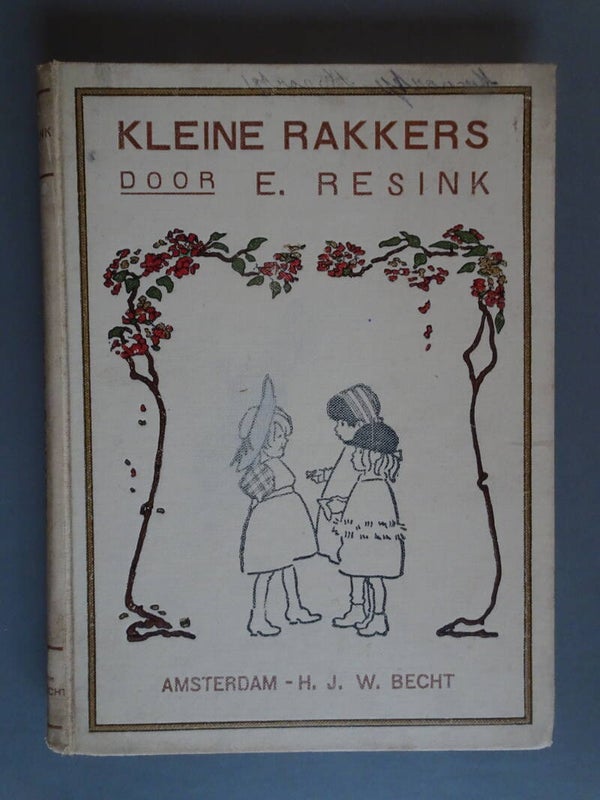 KLEINE RAKKERS
DOOR E. RESINK
AMSTERDAM - H. J. W. BECHT